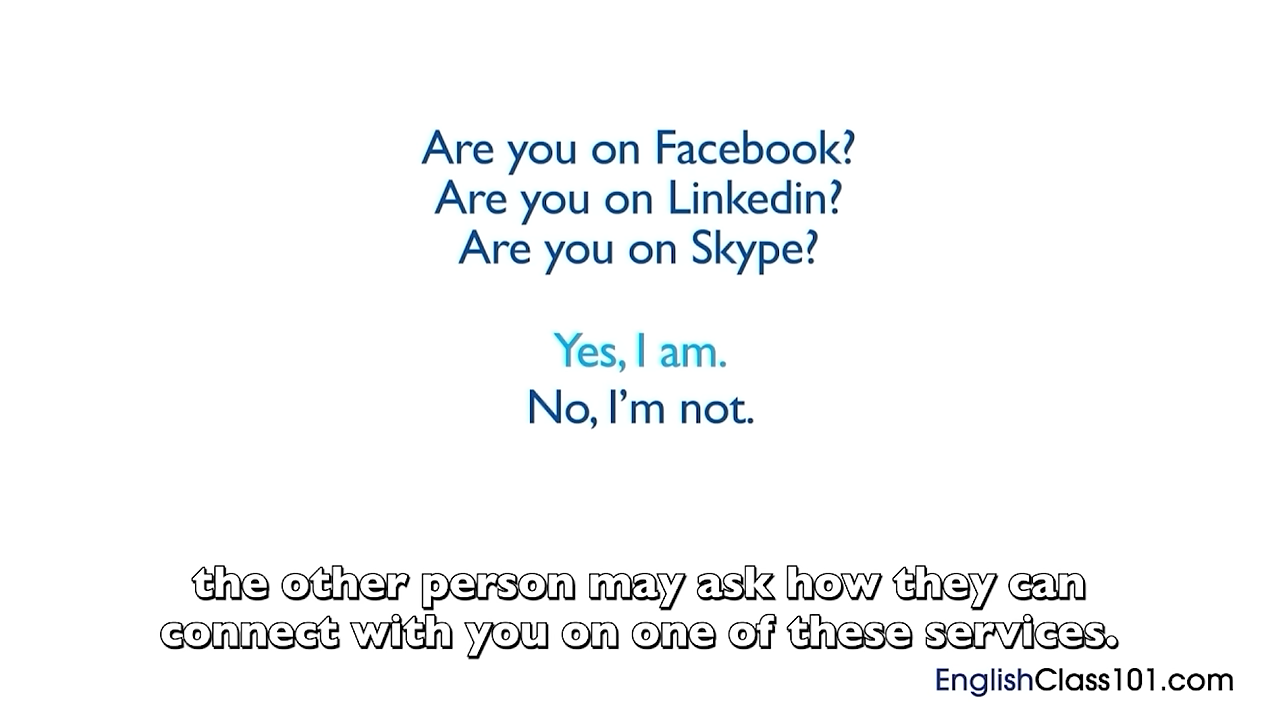 Are you on Facebook?
Are you on Linkedin?
Are you on Skype?
Yes, I am.
No, I'm not.
the other person may ask how they can
connect with you on one of these services.
EnglishClass101.com